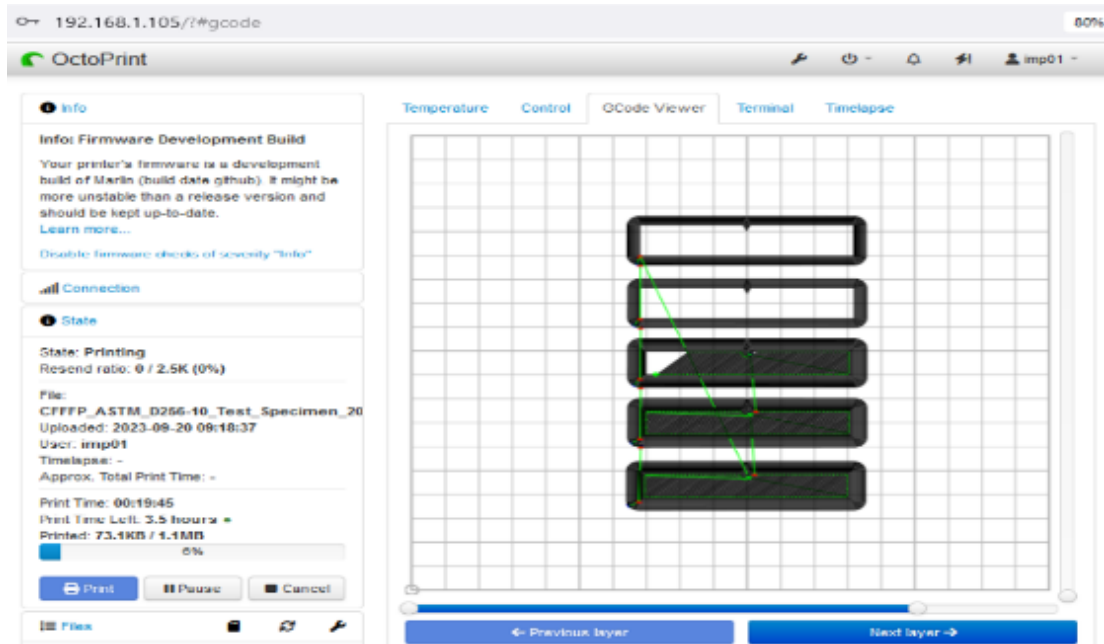 192.168.1.105/?#gcode
80%
OctoPrint
imp01
Info
Info: Firmware Development Build
Your printer's firmware is a development
build of Marlin (build date github). It might be
more unstable than a release version and
should be kept up-to-date.
Learn more...
Disable firmware checks of severity "Info"
Connection
State
State: Printing
Resend ratio: 0 / 2.5K (0%)
File:
CFFFP_ASTM_D256-10_Test_Specimen_20
Uploaded: 2023-09-20 09:18:37
User: imp01
Timelapse: -
Approx. Total Print Time: -
Print Time: 00:19:45
Print Time Left: 3.5 hours
Printed: 73.1KB / 1.1MB
6%
Print
Pause
Cancel
Files
Temperature
Control
GCode Viewer
Terminal
Timelapse
← Previous layer
Next layer →